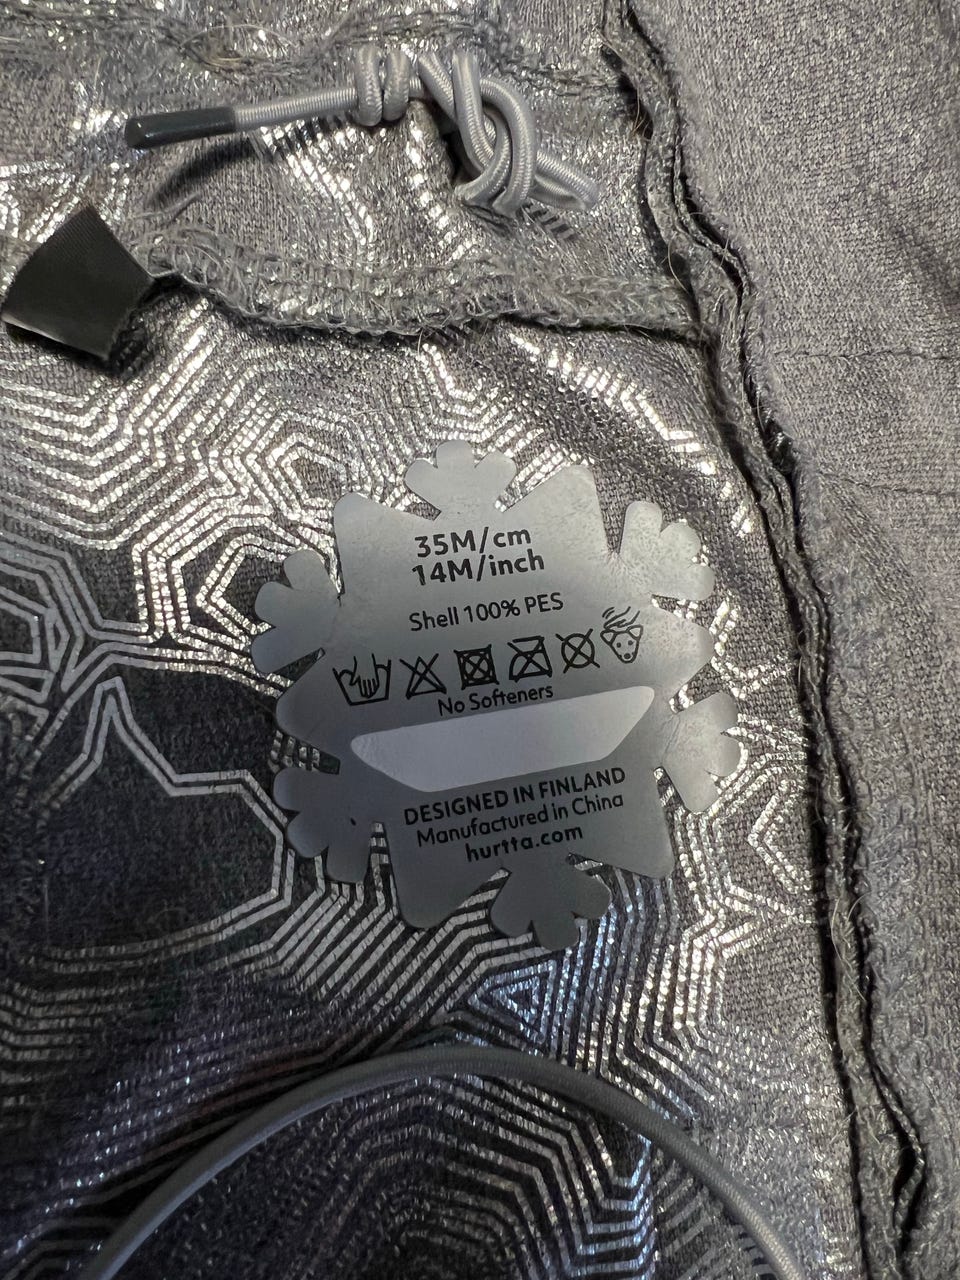 35M/cm
14M/inch
Shell 100% PES
No Softeners
DESIGNED IN FINLAND
Manufactured in China
hurtta.com